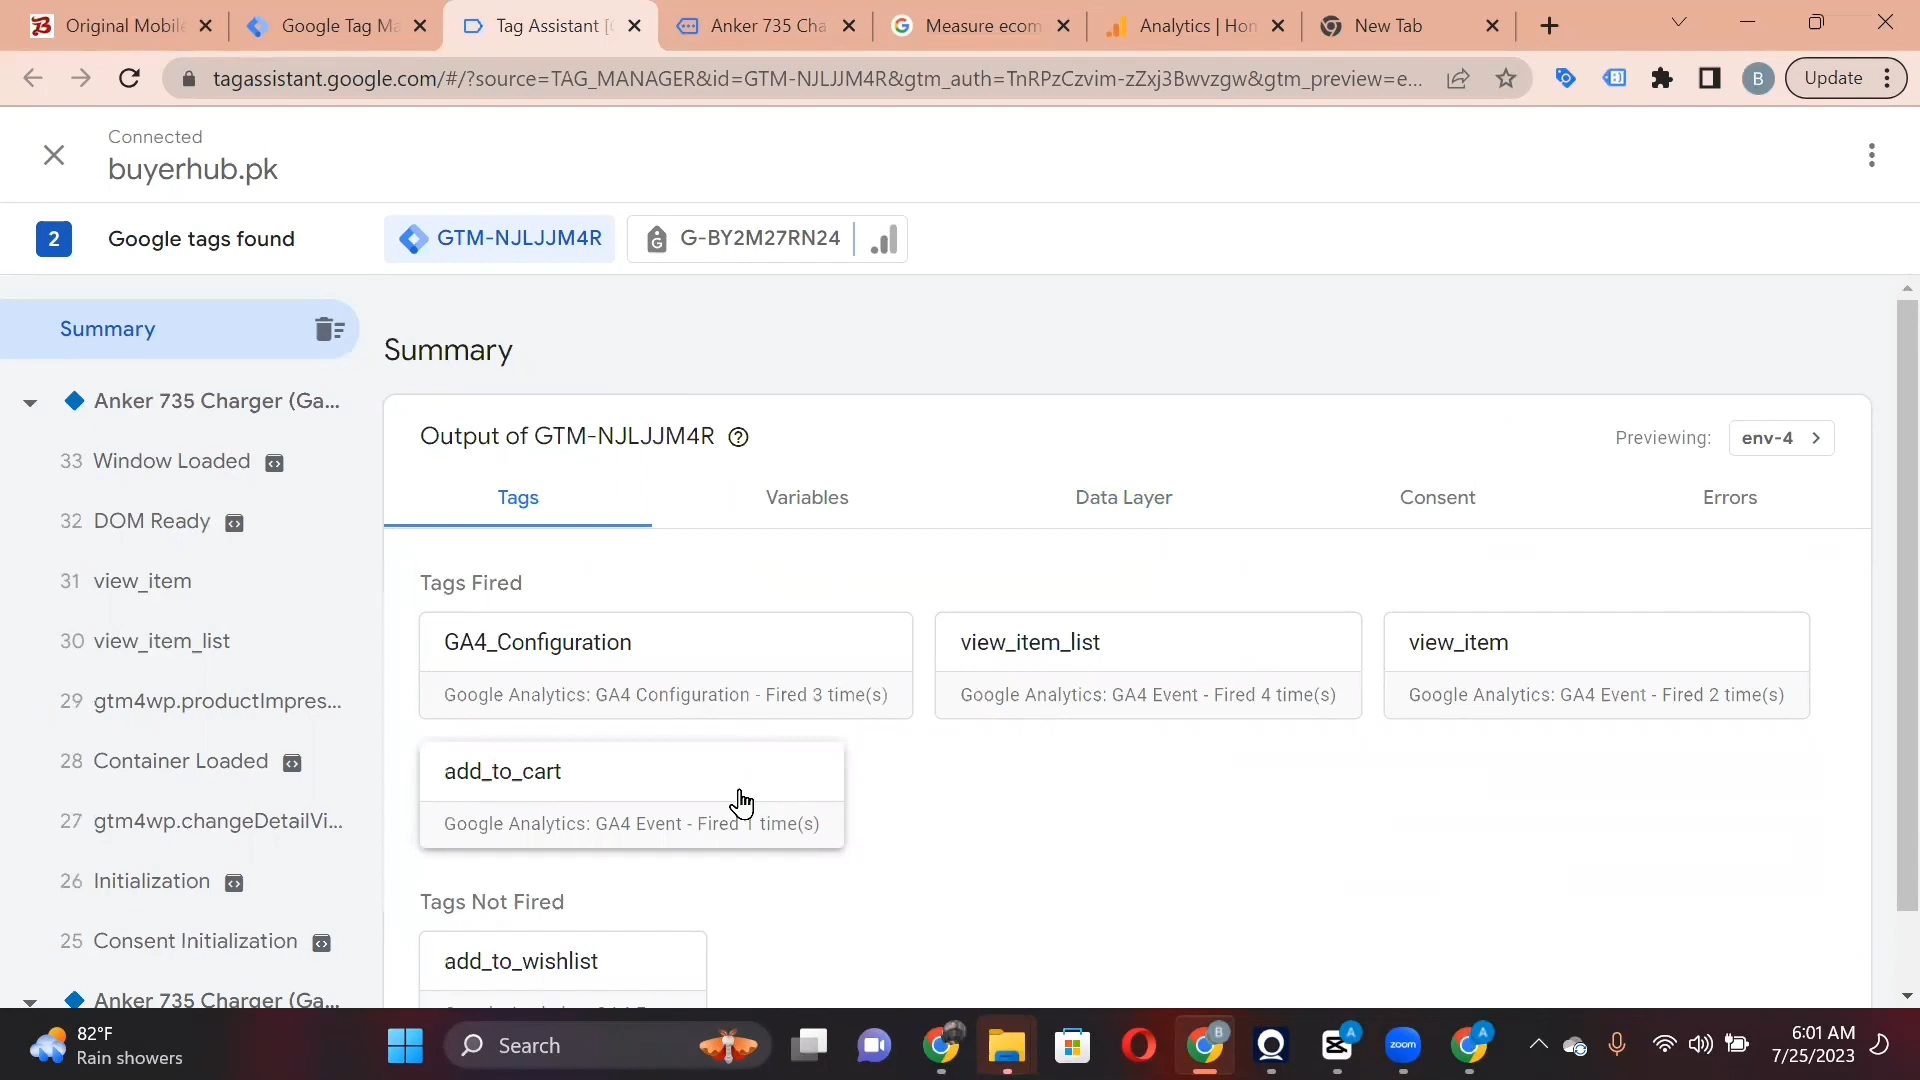 Original Mobile
Google Tag Ma
Tag Assistant [
Anker 735 Cha
Measure ecom
Analytics | Hom
New Tab
tagassistant.google.com/#/?source=TAG_MANAGER&id=GTM-NJLJJM4R&gtm_auth=TnRPzCzvim-zZxj3Bwvzgw&gtm_preview=e...
B
Update
Connected
buyerhub.pk
2
Google tags found
GTM-NJLJJM4R
G-BY2M27RN24
Summary
Anker 735 Charger (Ga...
33 Window Loaded
32 DOM Ready
31 view_item
30 view_item_list
29 gtm4wp.productImpres...
28 Container Loaded
27 gtm4wp.changeDetailVi...
26 Initialization
25 Consent Initialization
Anker 735 Charger (Ga...
Summary
Output of GTM-NJLJJM4R
Previewing: env-4
Tags
Variables
Data Layer
Consent
Errors
Tags Fired
GA4_Configuration
Google Analytics: GA4 Configuration - Fired 3 time(s)
view_item_list
Google Analytics: GA4 Event - Fired 4 time(s)
view_item
Google Analytics: GA4 Event - Fired 2 time(s)
add_to_cart
Google Analytics: GA4 Event - Fired 1 time(s)
Tags Not Fired
add_to_wishlist
82°F
Rain showers
Search
B
A
zoom
A
6:01 AM
7/25/2023